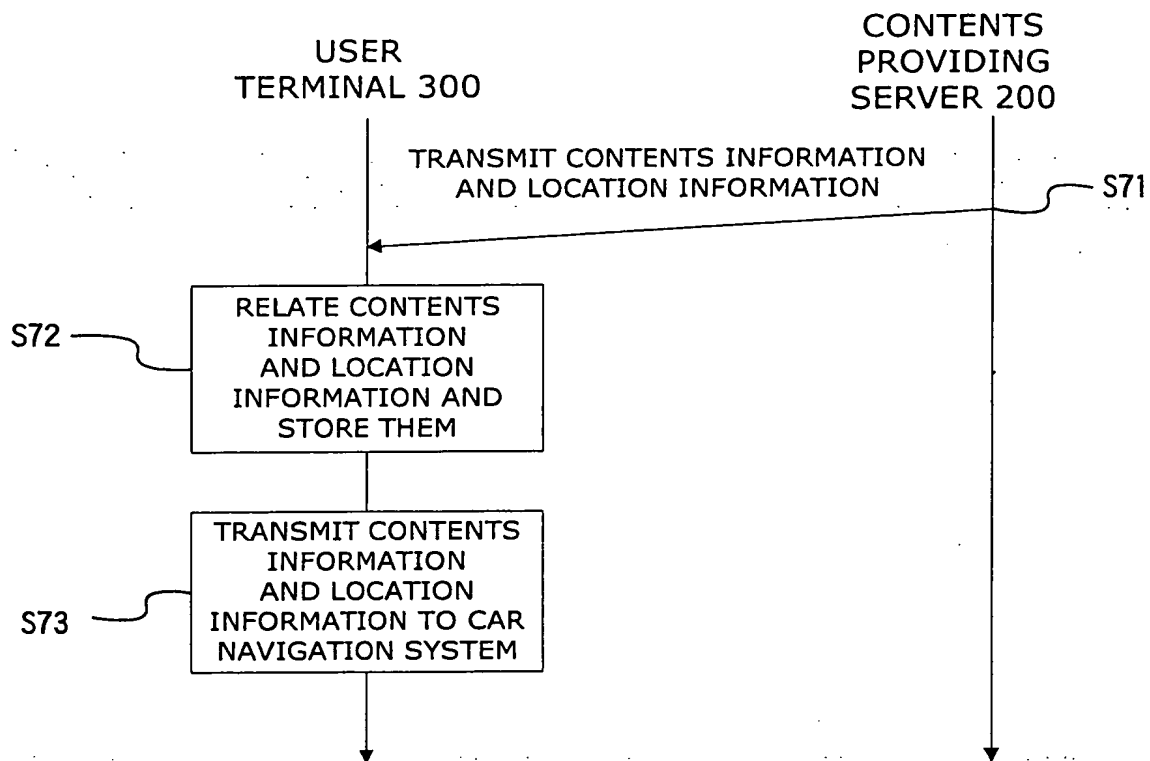 USER
TERMINAL 300
CONTENTS
PROVIDING
SERVER 200
TRANSMIT CONTENTS INFORMATION
AND LOCATION INFORMATION
S71
S72
RELATE CONTENTS
INFORMATION
AND LOCATION
INFORMATION AND
STORE THEM
S73
TRANSMIT CONTENTS
INFORMATION
AND LOCATION
INFORMATION TO CAR
NAVIGATION SYSTEM